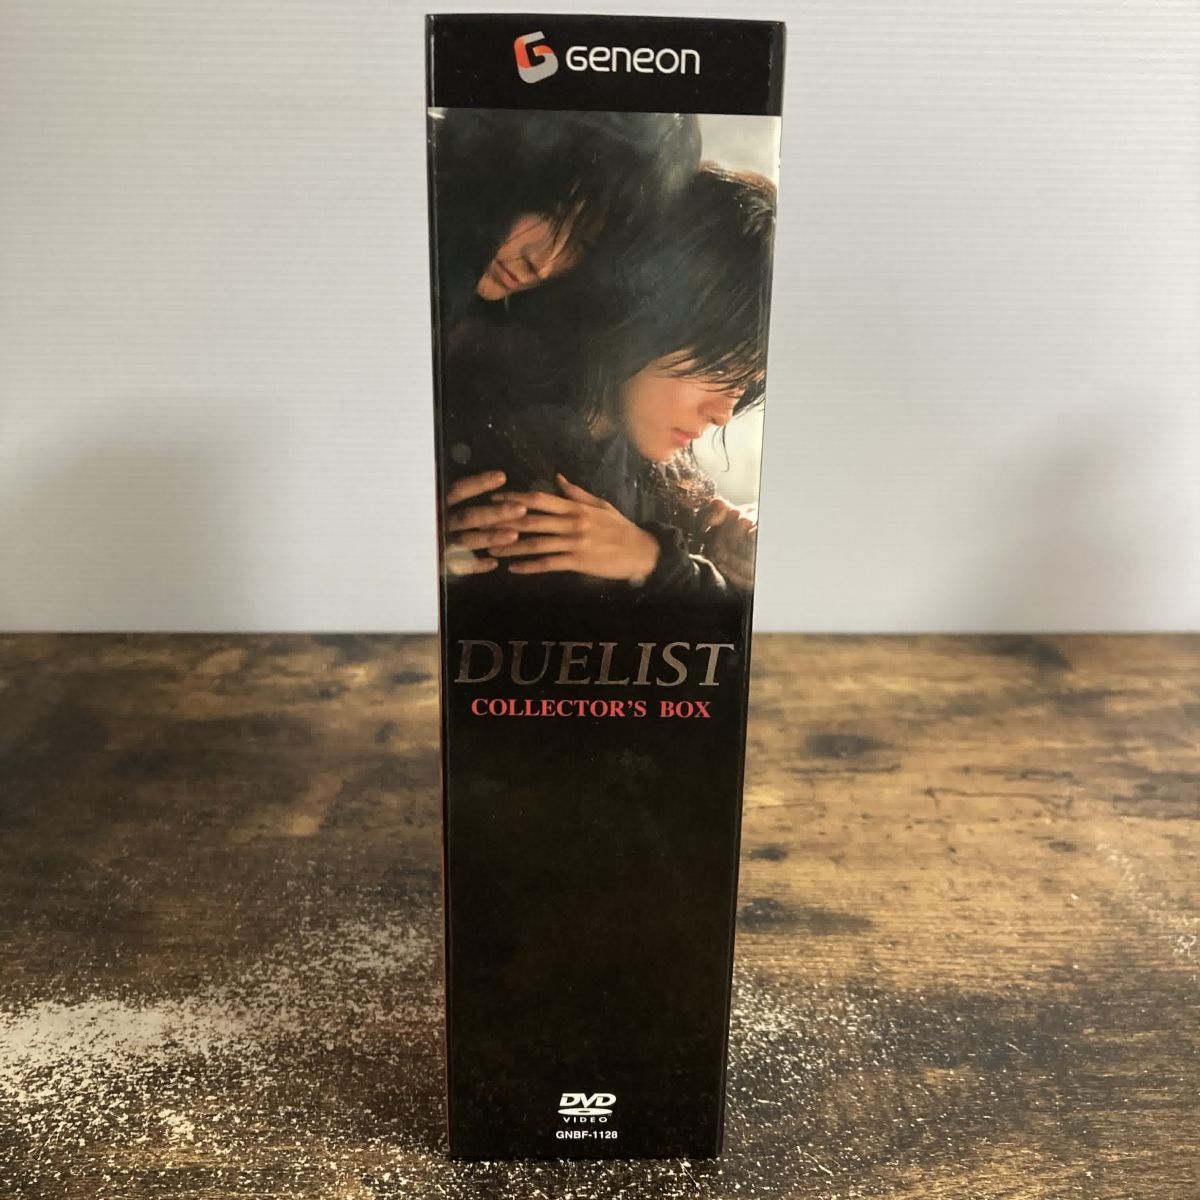 Geneon
DUELIST
COLLECTOR'S BOX
DVD
VIDEO
GNBF-1128